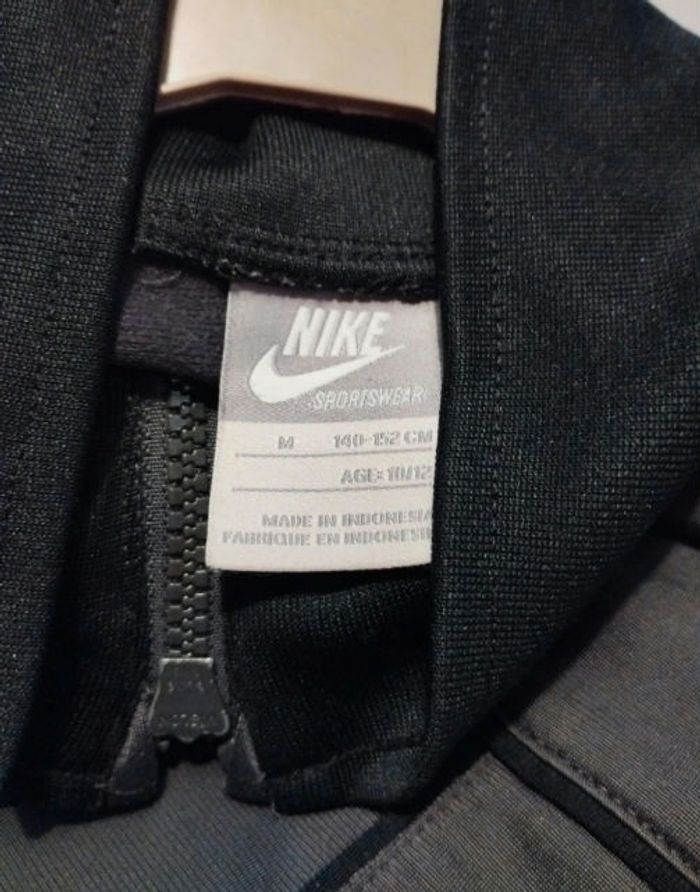 NIKE
SPORTSWEAR
M 140-152 CM
AGE: 10/12
MADE IN INDONESIA
FABRIQUE EN INDONESIE